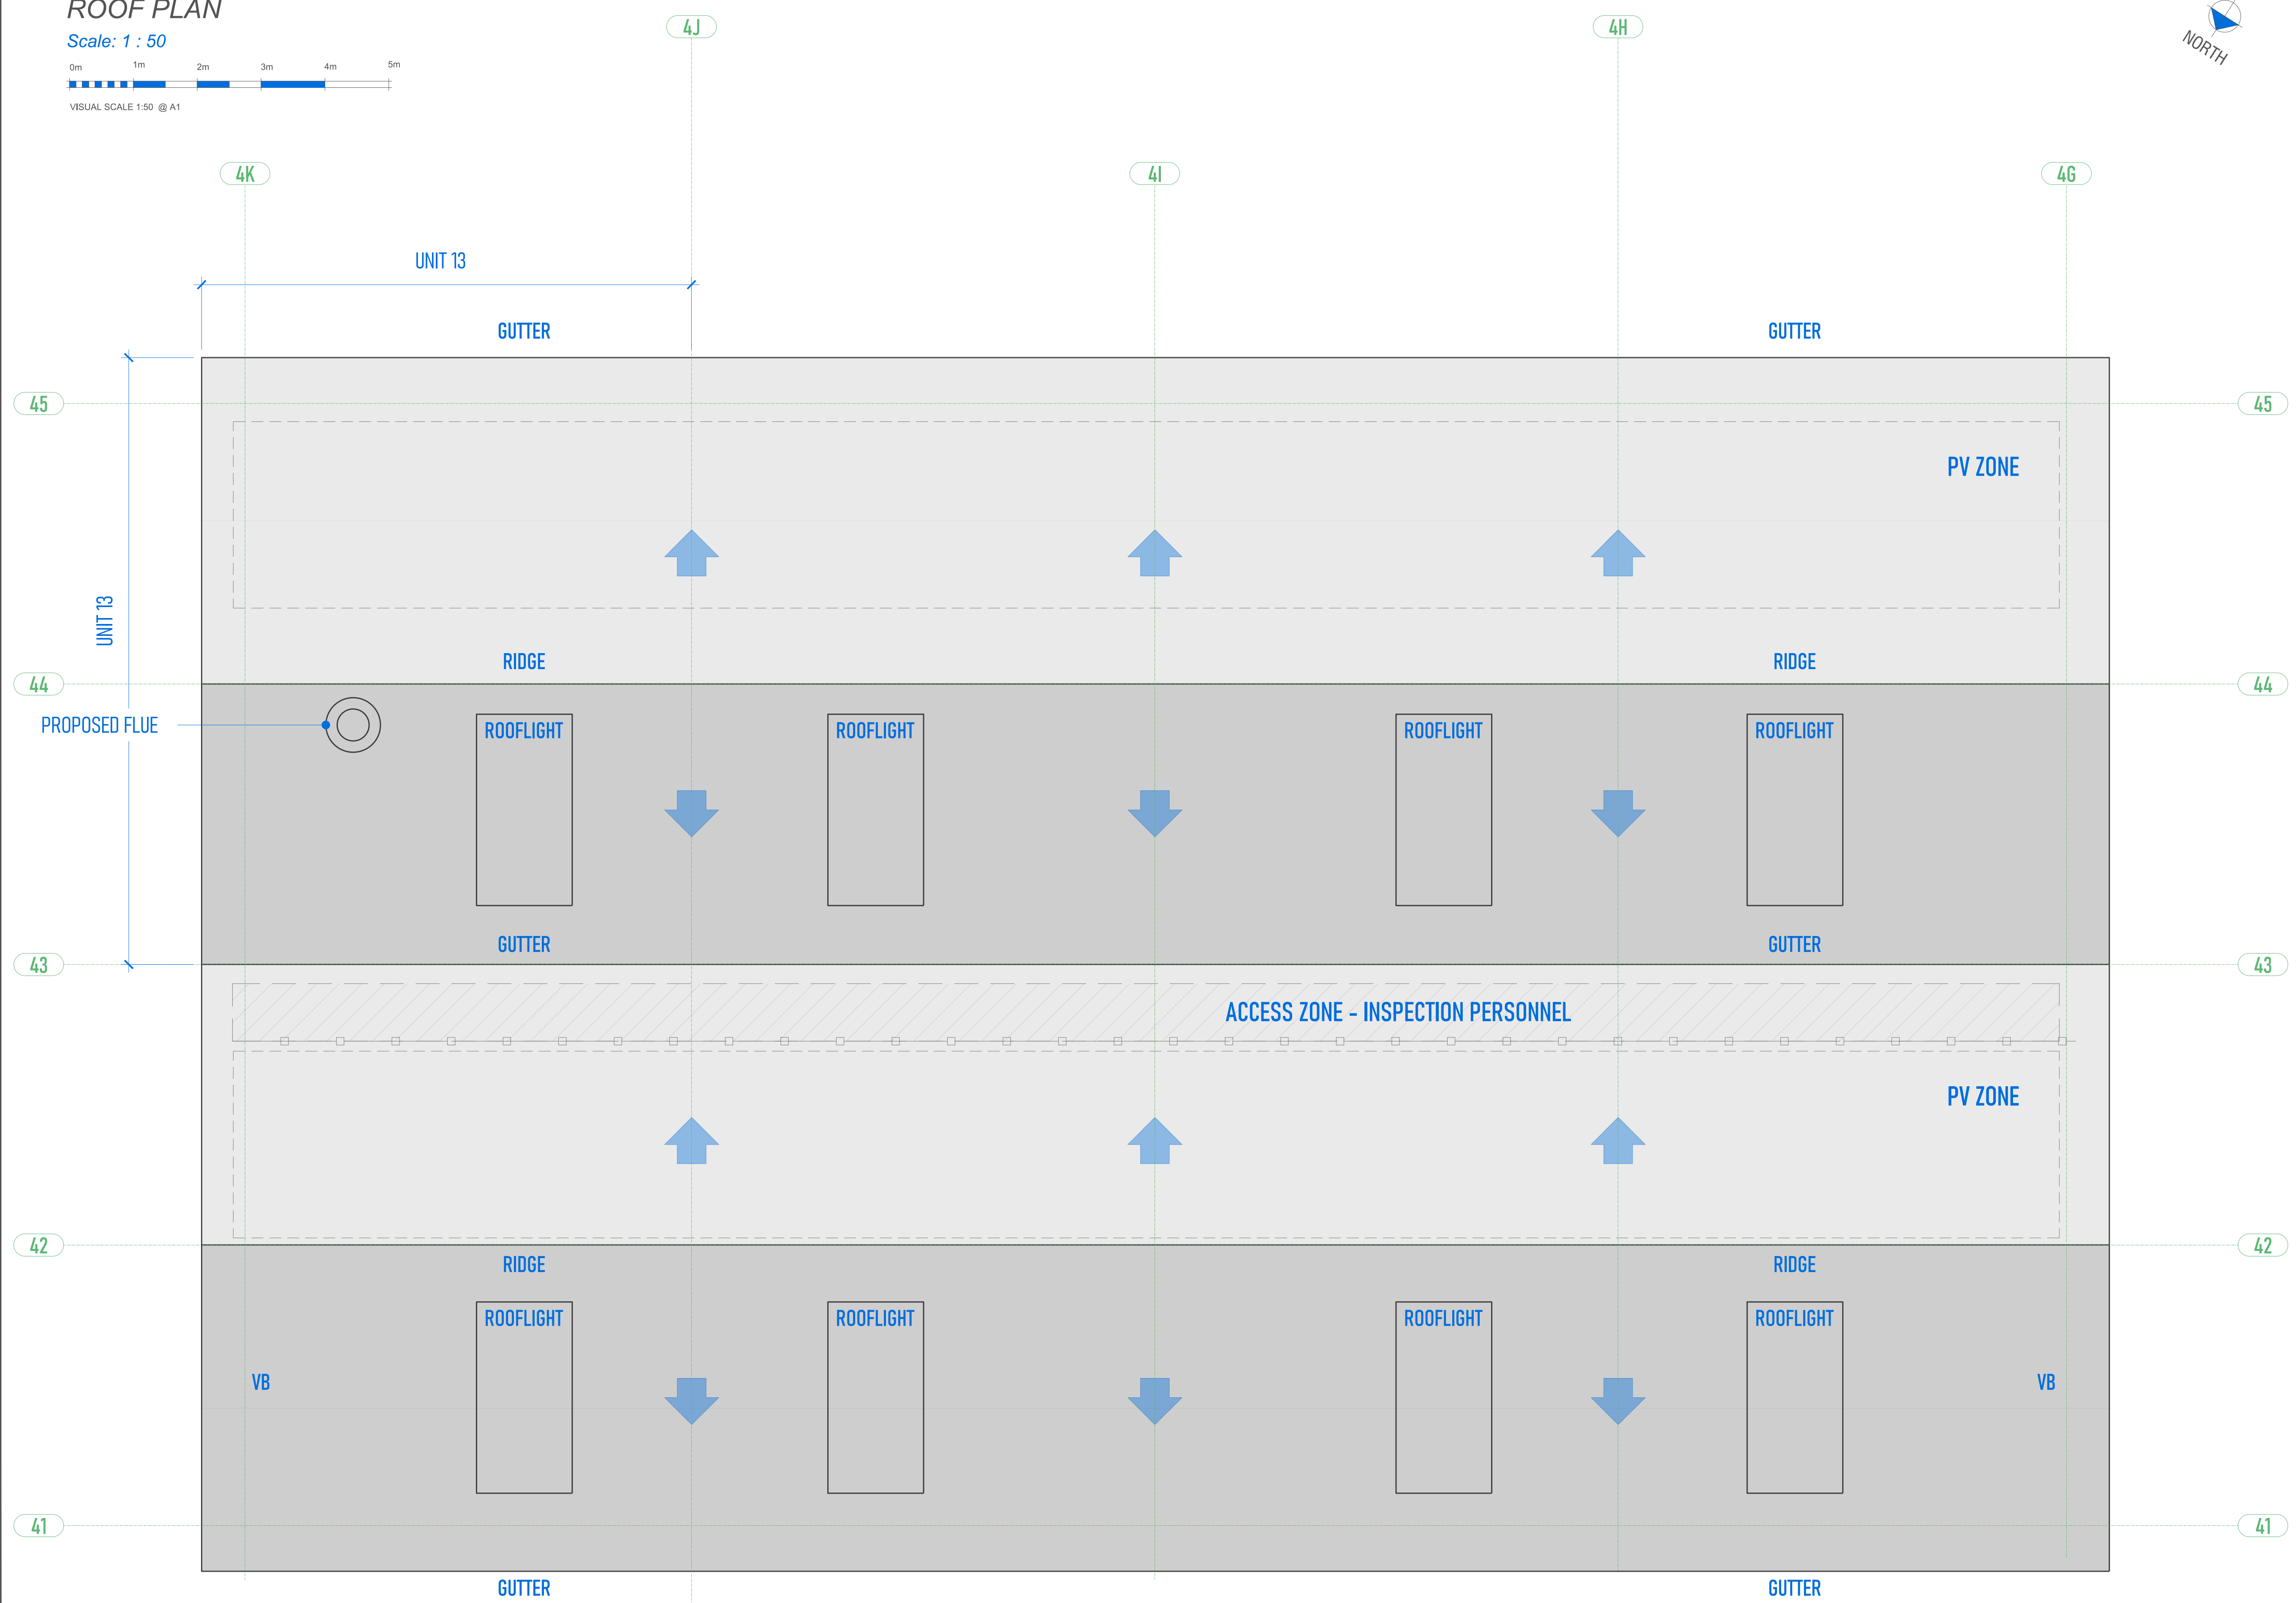 ROOF PLAN
Scale: 1 : 50
0m 1m 2m 3m 4m 5m
VISUAL SCALE 1:50 @ A1
NORTH
4J 4H
4K 4I 4G
UNIT 13
GUTTER GUTTER
45 45
PV ZONE
UNIT 13
RIDGE RIDGE
44 44
PROPOSED FLUE
ROOFLIGHT ROOFLIGHT ROOFLIGHT ROOFLIGHT
GUTTER GUTTER
43 43
ACCESS ZONE - INSPECTION PERSONNEL
PV ZONE
42 42
RIDGE RIDGE
ROOFLIGHT ROOFLIGHT ROOFLIGHT ROOFLIGHT
VB VB
41 41
GUTTER GUTTER